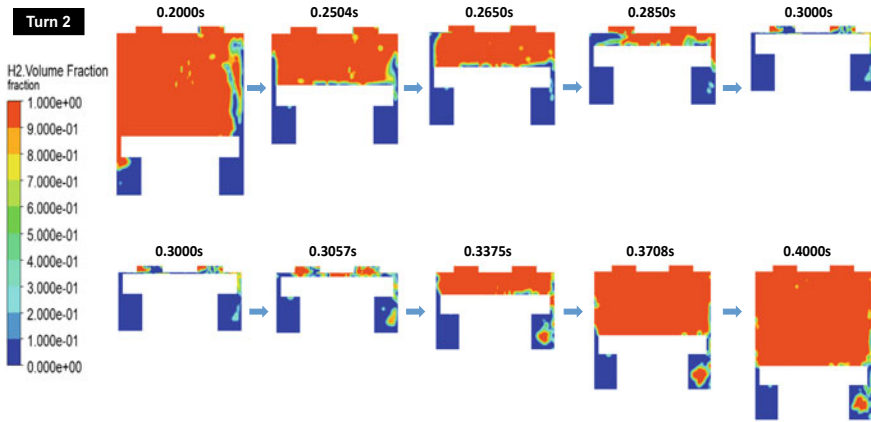 Turn 2
0.2000s
0.2504s
0.2650s
0.2850s
0.3000s
H2.Volume Fraction
fraction
1.000e+00
9.000e-01
8.000e-01
7.000e-01
6.000e-01
5.000e-01
4.000e-01
3.000e-01
2.000e-01
1.000e-01
0.000e+00
0.3000s
0.3057s
0.3375s
0.3708s
0.4000s